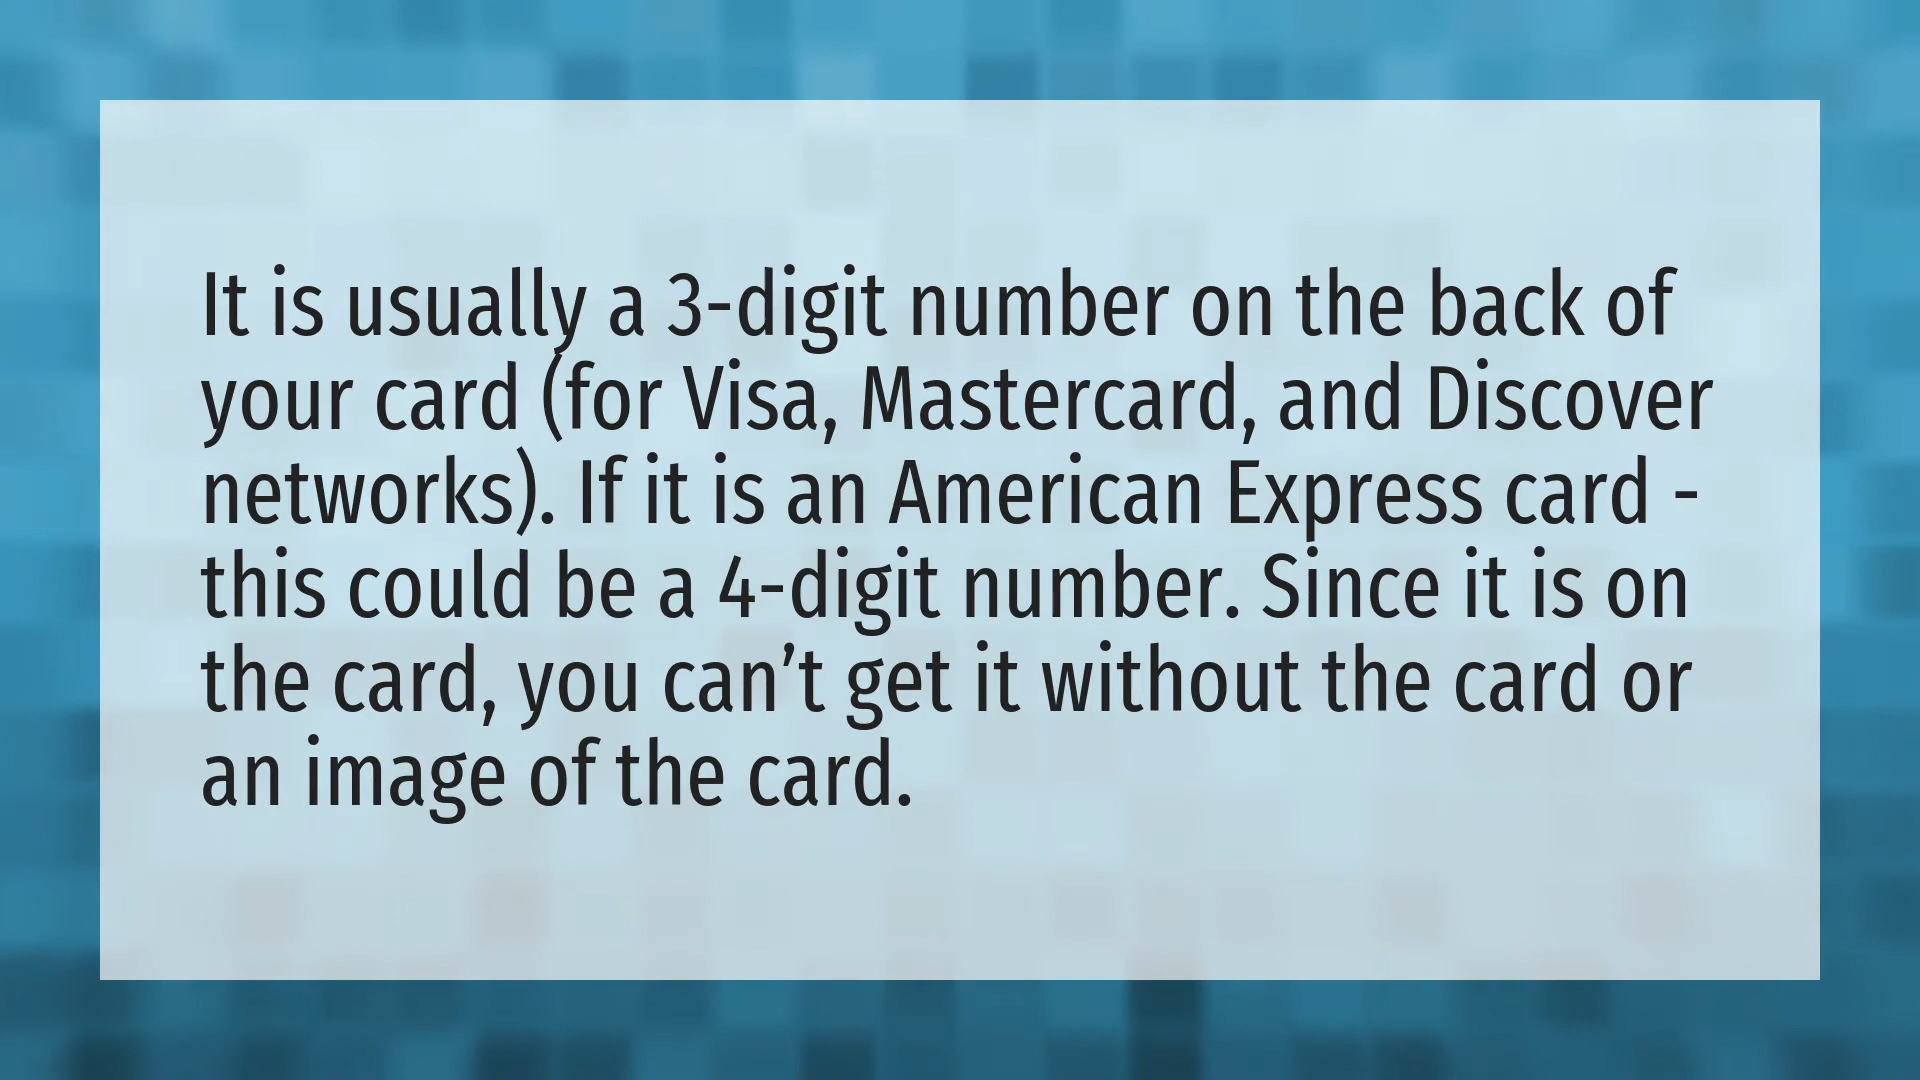 It is usually a 3-digit number on the back of
your card (for Visa, Mastercard, and Discover
networks). If it is an American Express card -
this could be a 4-digit number. Since it is on
the card, you can’t get it without the card or
an image of the card.